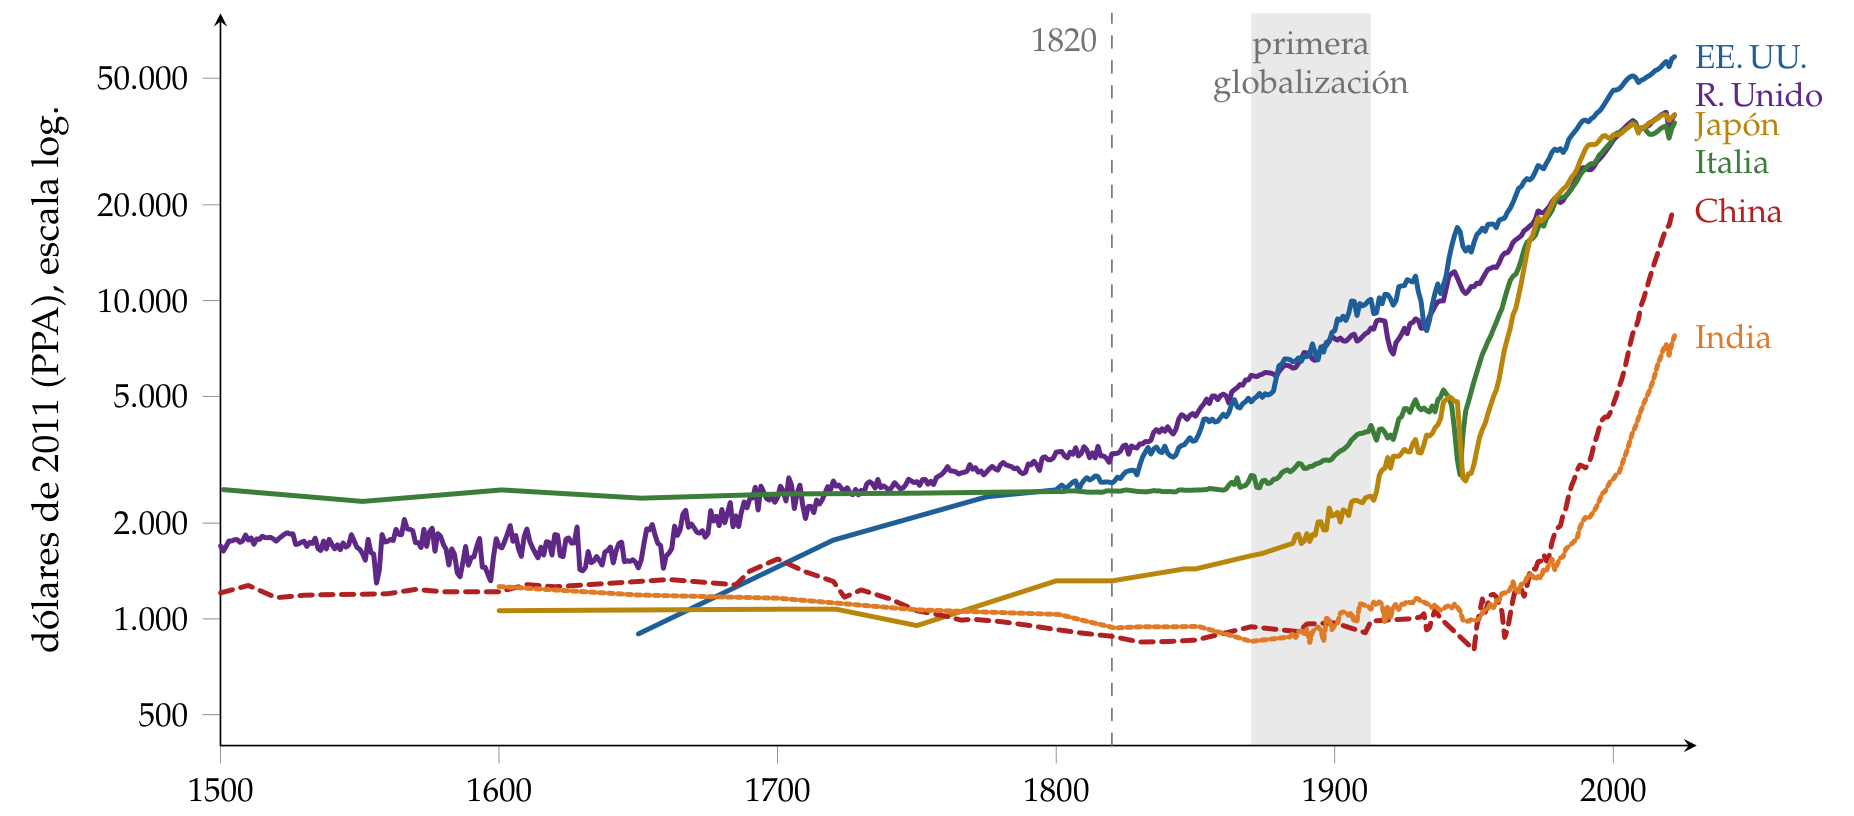 1820
primera
globalización
EE. UU.
R. Unido
Japón
Italia
China
India
dólares de 2011 (PPA), escala log.
50.000
20.000
10.000
5.000
2.000
1.000
500
1500
1600
1700
1800
1900
2000